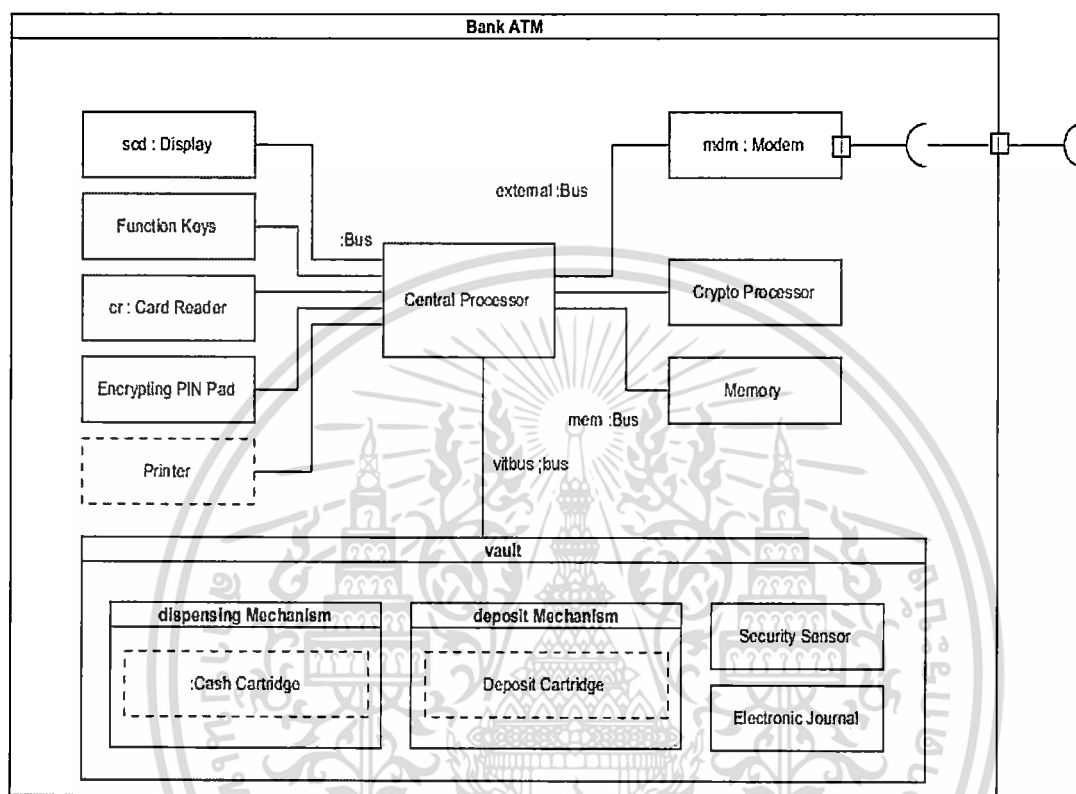 Bank ATM
scd : Display
mdm : Modem
external :Bus
Function Keys
:Bus
Central Processor
Crypto Processor
cr : Card Reader
Encrypting PIN Pad
Memory
mem :Bus
Printer
vitbus ;bus
vault
dispensing Mechanism
deposit Mechanism
Security Sensor
:Cash Cartridge
Deposit Cartridge
Electronic Journal